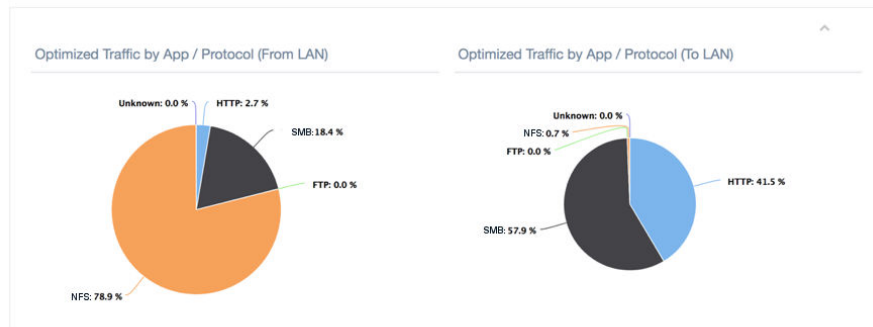 Optimized Traffic by App / Protocol (From LAN)
Unknown: 0.0 %
HTTP: 2.7 %
SMB: 18.4 %
FTP: 0.0 %
NFS: 78.9 %
Optimized Traffic by App / Protocol (To LAN)
Unknown: 0.0 %
NFS: 0.7 %
FTP: 0.0 %
HTTP: 41.5 %
SMB: 57.9 %